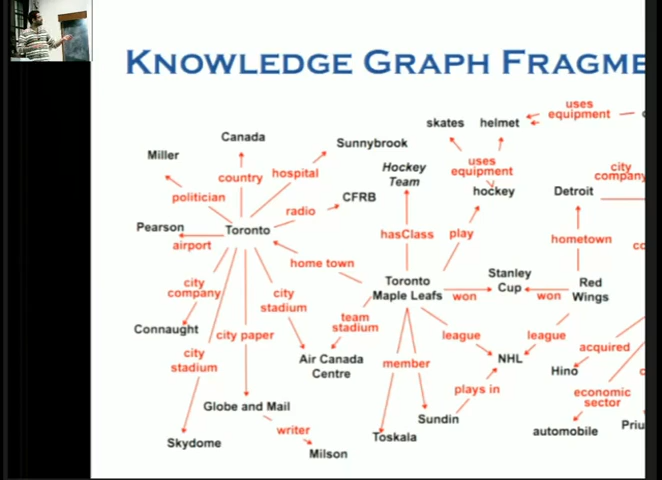 KNOWLEDGE GRAPH FRAGME
uses
equipment
skates
helmet
Canada
Sunnybrook
Miller
Hockey
Team
city
company
country
hospital
uses
equipment
politician
CFRB
hockey
Detroit
radio
Pearson
Toronto
hasClass
play
airport
hometown
home town
city
company
city
stadium
Toronto
Maple Leafs
won
Stanley
Cup
won
Red
Wings
Connaught
city paper
team
stadium
league
league
acquired
city
stadium
Air Canada
Centre
member
NHL
Hino
plays in
economic
sector
Globe and Mail
Sundin
Skydome
writer
Milson
Toskala
automobile
Priu